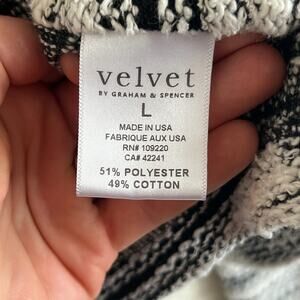 velvet
BY GRAHAM & SPENCER
L
MADE IN USA
FABRIQUE AUX USA
RN# 109220
CA# 42241
51% POLYESTER
49% COTTON